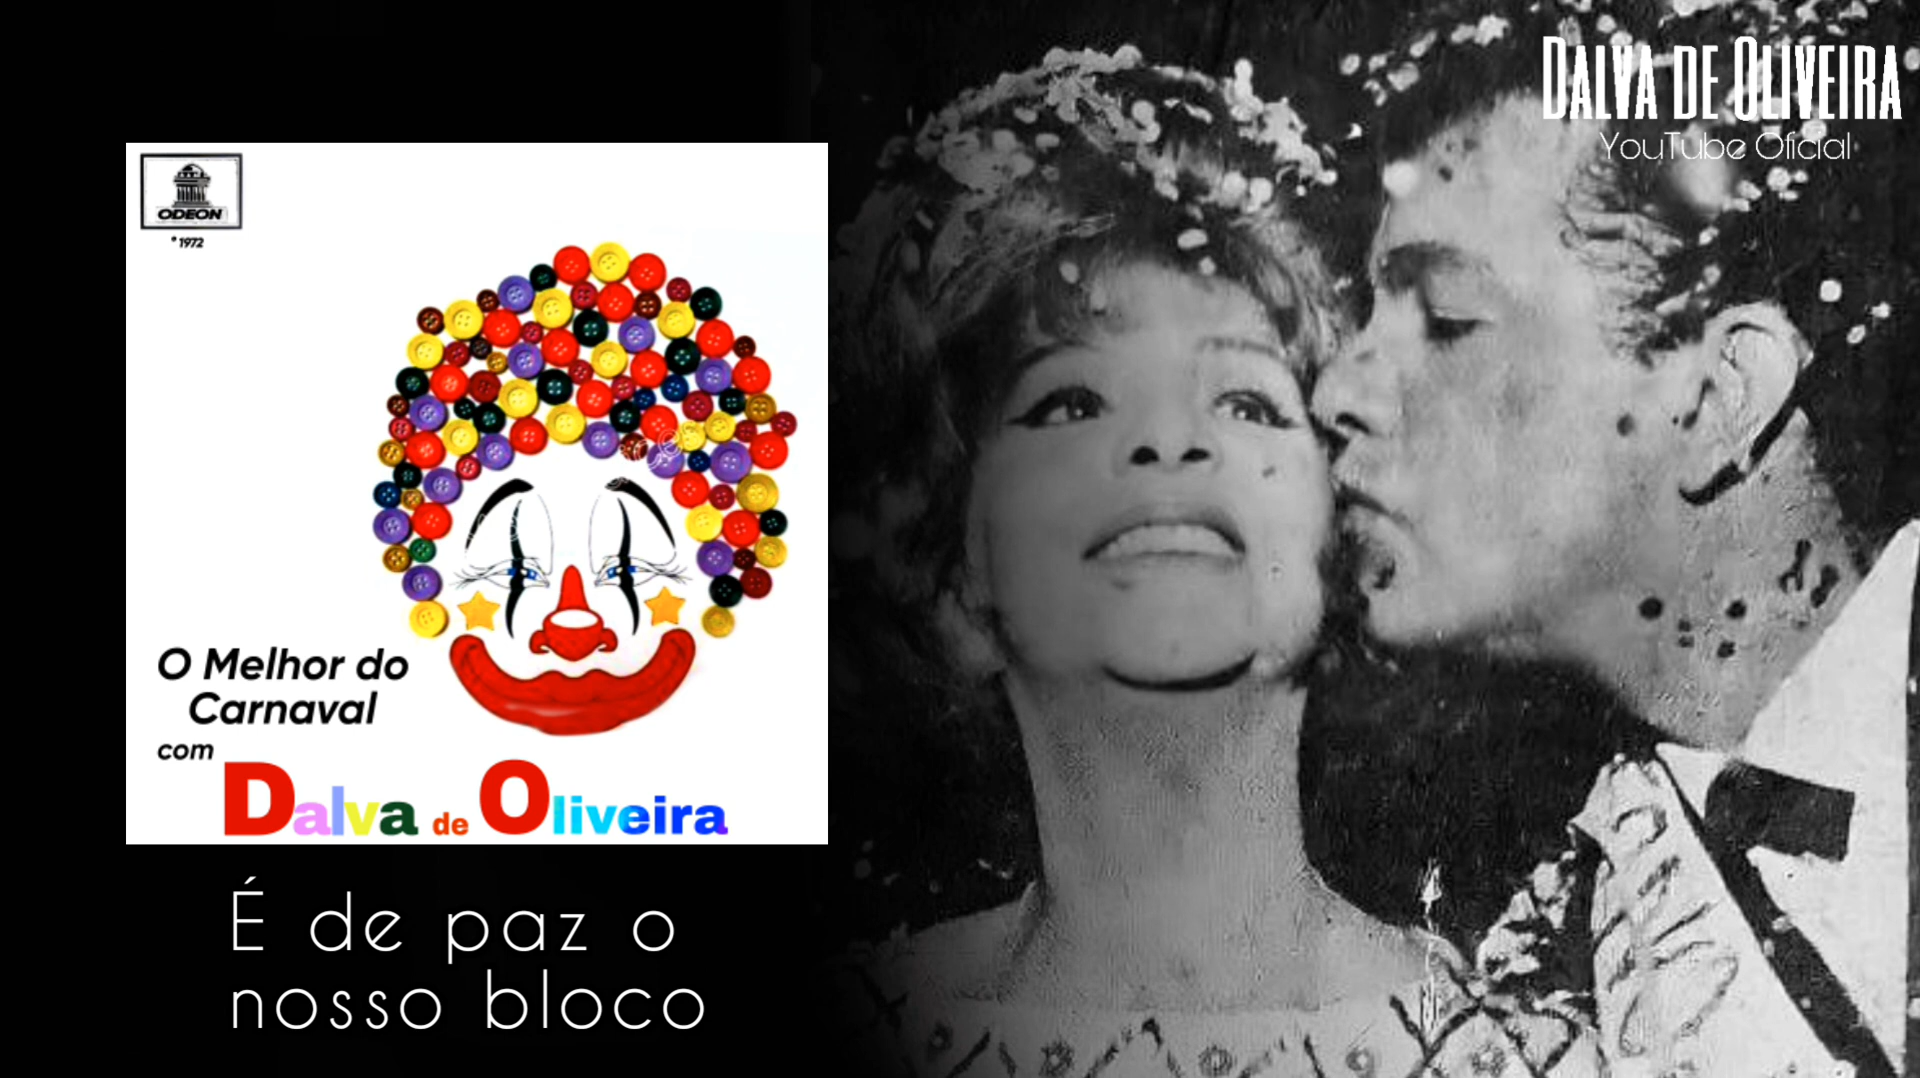 ODEON
° 1972
O Melhor do
Carnaval
com
Dalva de Oliveira
É de paz o
nosso bloco
DALVA DE OLIVEIRA
YouTube Oficial